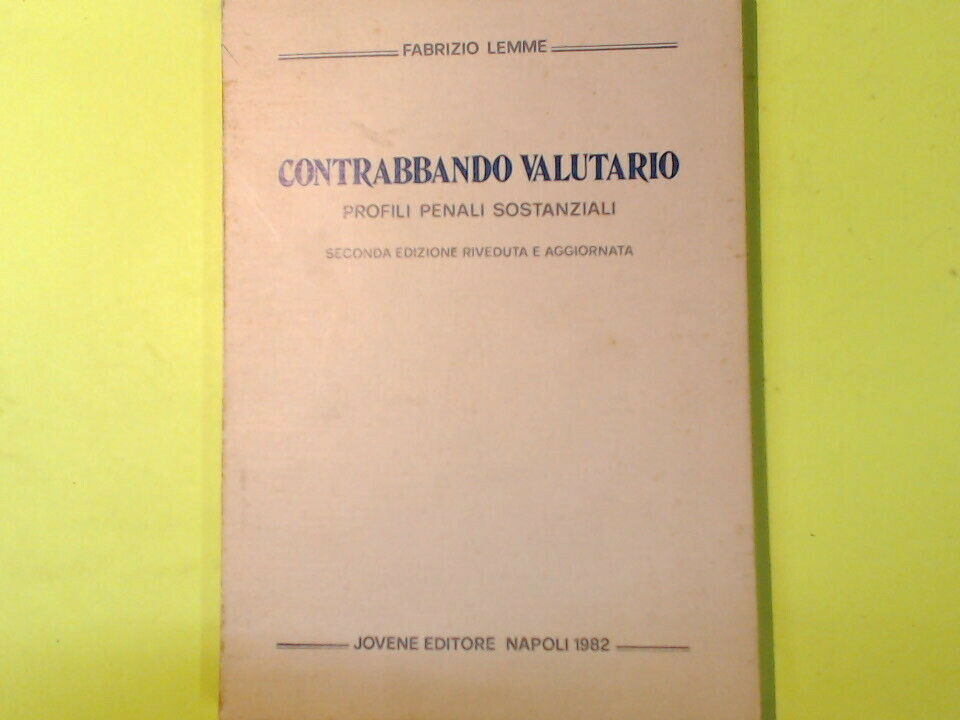 FABRIZIO LEMME
CONTRABBANDO VALUTARIO
PROFILI PENALI SOSTANZIALI
SECONDA EDIZIONE RIVEDUTA E AGGIORNATA
JOVENE EDITORE NAPOLI 1982